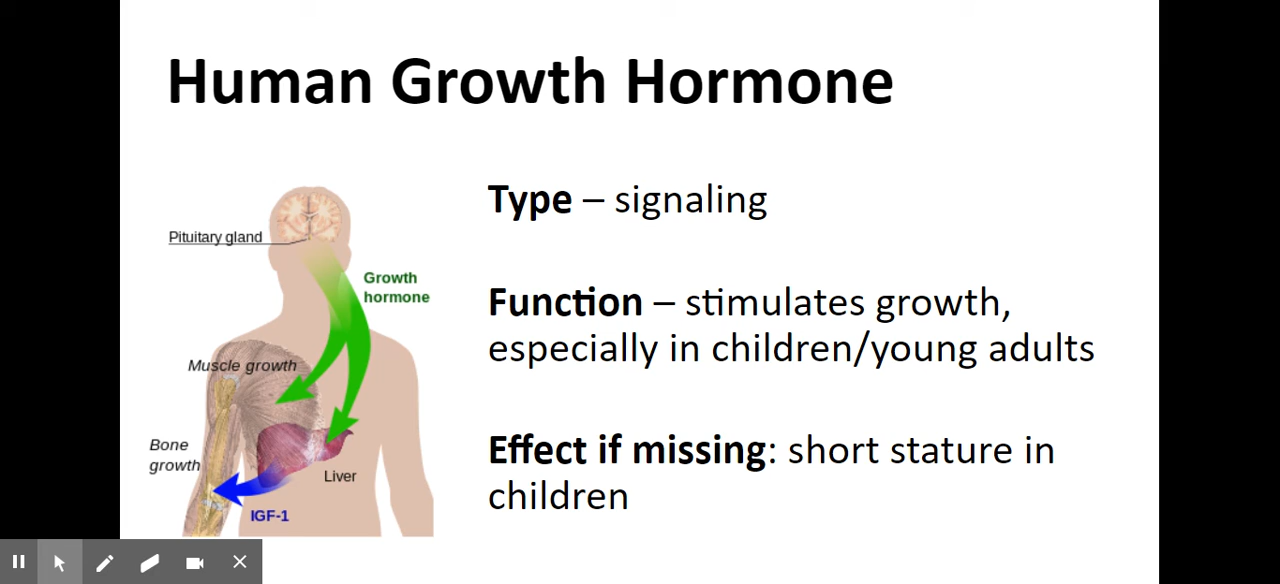 Human Growth Hormone
Type – signaling
Function – stimulates growth,
especially in children/young adults
Effect if missing: short stature in
children
Pituitary gland
Growth
hormone
Muscle growth
Bone
growth
Liver
IGF-1